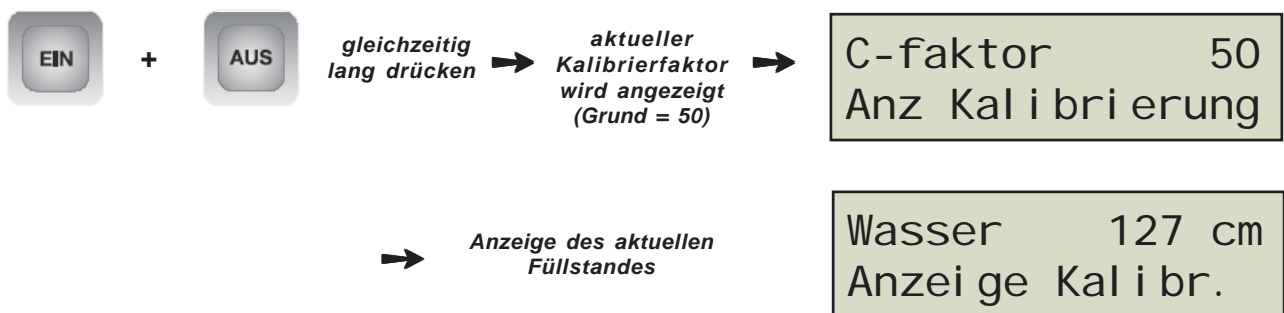 EIN + AUS
gleichzeitig
lang drücken
aktueller
Kalibrierfaktor
wird angezeigt
(Grund = 50)
C-faktor 50
Anz Kalibrierung
Anzeige des aktuellen
Füllstandes
Wasser 127 cm
Anzeige Kalibr.